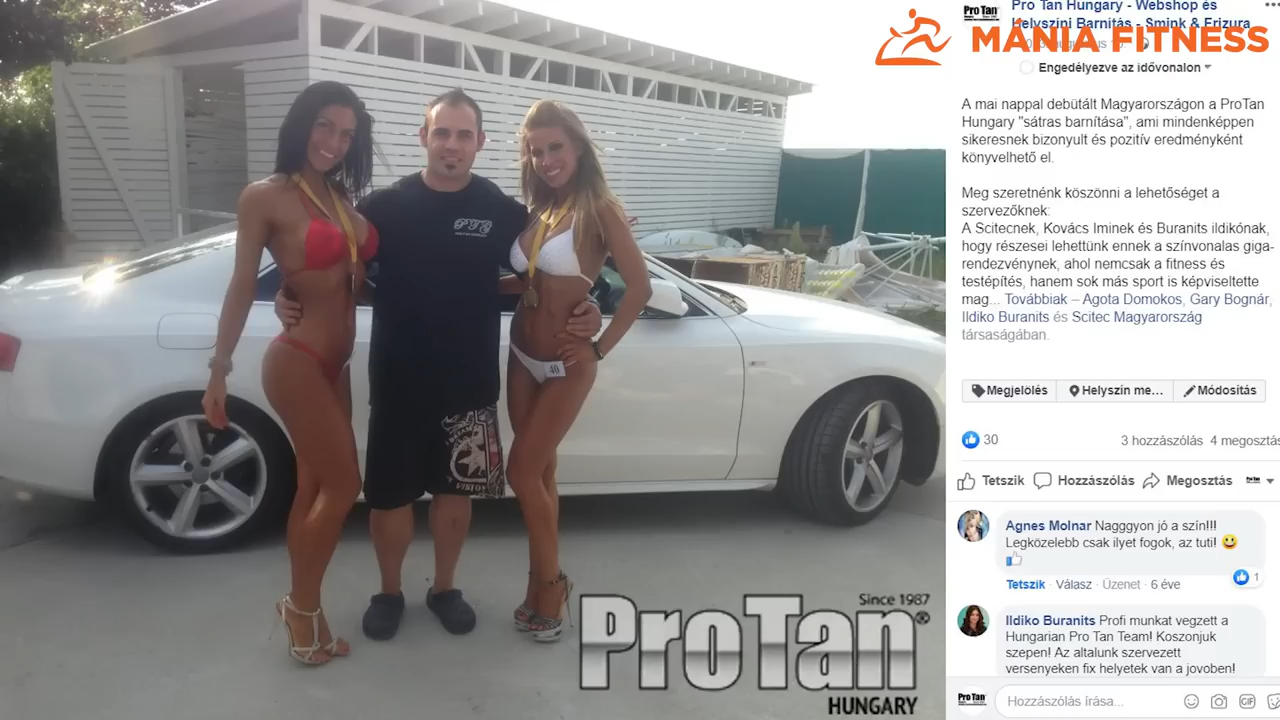 Pro Tan Hungary - Webshop és
Helyszíni Barnítás - Smink & Frizura
MÁNIA FITNESS
Engedélyezve az idővonalon
A mai nappal debütált Magyarországon a ProTan
Hungary "sátras barnítása", ami mindenképpen
sikeresnek bizonyult és pozitív eredményként
könyvelhető el.
Meg szeretnénk köszönni a lehetőséget a
szervezőknek:
A Scitecnek, Kovács Iminek és Buranits ildikónak,
hogy részesei lehettünk ennek a színvonalas giga-
rendezvénynek, ahol nemcsak a fitness és
testépítés, hanem sok más sport is képviseltette
mag... Továbbiak – Agota Domokos, Gary Bognár,
Ildiko Buranits és Scitec Magyarország
társaságában.
Megjelölés Helyszín me... Módosítás
30 3 hozzászólás 4 megosztás
Tetszik Hozzászólás Megosztás
Agnes Molnar Nagggyon jó a szín!!!
Legközelebb csak ilyet fogok, az tuti!
Tetszik · Válasz · Üzenet · 6 éve
1
Ildiko Buranits Profi munkat vegzett a
Hungarian Pro Tan Team! Koszonjuk
szepen! Az altalunk szervezett
versenyeken fix helyetek van a jovoben!
Pro Tan
Hozzászólás írása...
GIF
40
Since 1987
ProTan®
HUNGARY